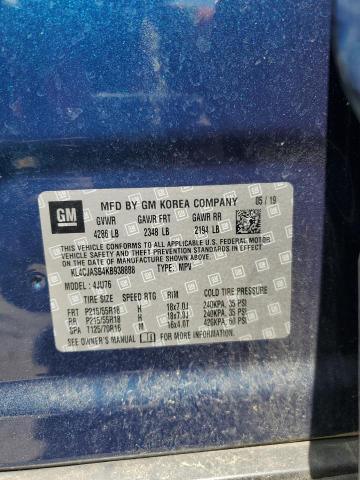 GM
MFD BY GM KOREA COMPANY 05/19
GVWR GAWR FRT GAWR RR
4286 LB 2348 LB 2194 LB
THIS VEHICLE CONFORMS TO ALL APPLICABLE U.S. FEDERAL MOTOR
VEHICLE SAFETY, BUMPER, AND THEFT PREVENTION STANDARDS IN
EFFECT ON THE DATE OF MANUFACTURE SHOWN ABOVE.
KL4CJASB4KB938888 TYPE: MPV
MODEL: 4JU76
TIRE SIZE SPEED RTG RIM COLD TIRE PRESSURE
FRT P215/55R18 H 18x7.0J 240KPA, 35 PSI
RR P215/55R18 H 18x7.0J 240KPA, 35 PSI
SPA T125/70R16 M 16x4.0T 420KPA, 60 PSI
SEE OWNER'S MANUAL FOR MORE INFORMATION.